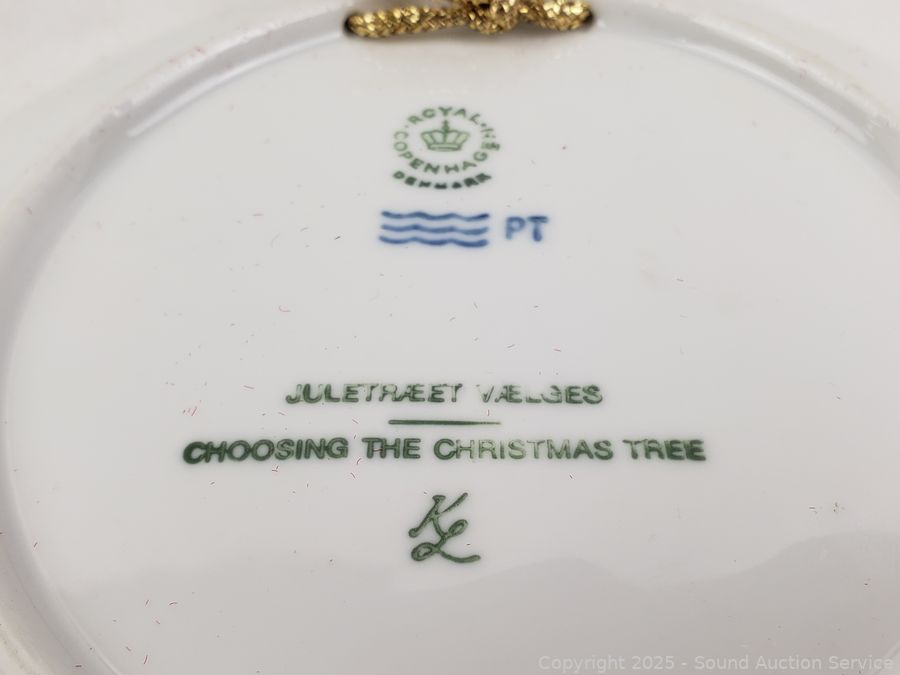 ROYAL
COPENHAGEN
DENMARK
PT
JULETRÆET VÆLGES
CHOOSING THE CHRISTMAS TREE
KL
Copyright 2025 - Sound Auction Service